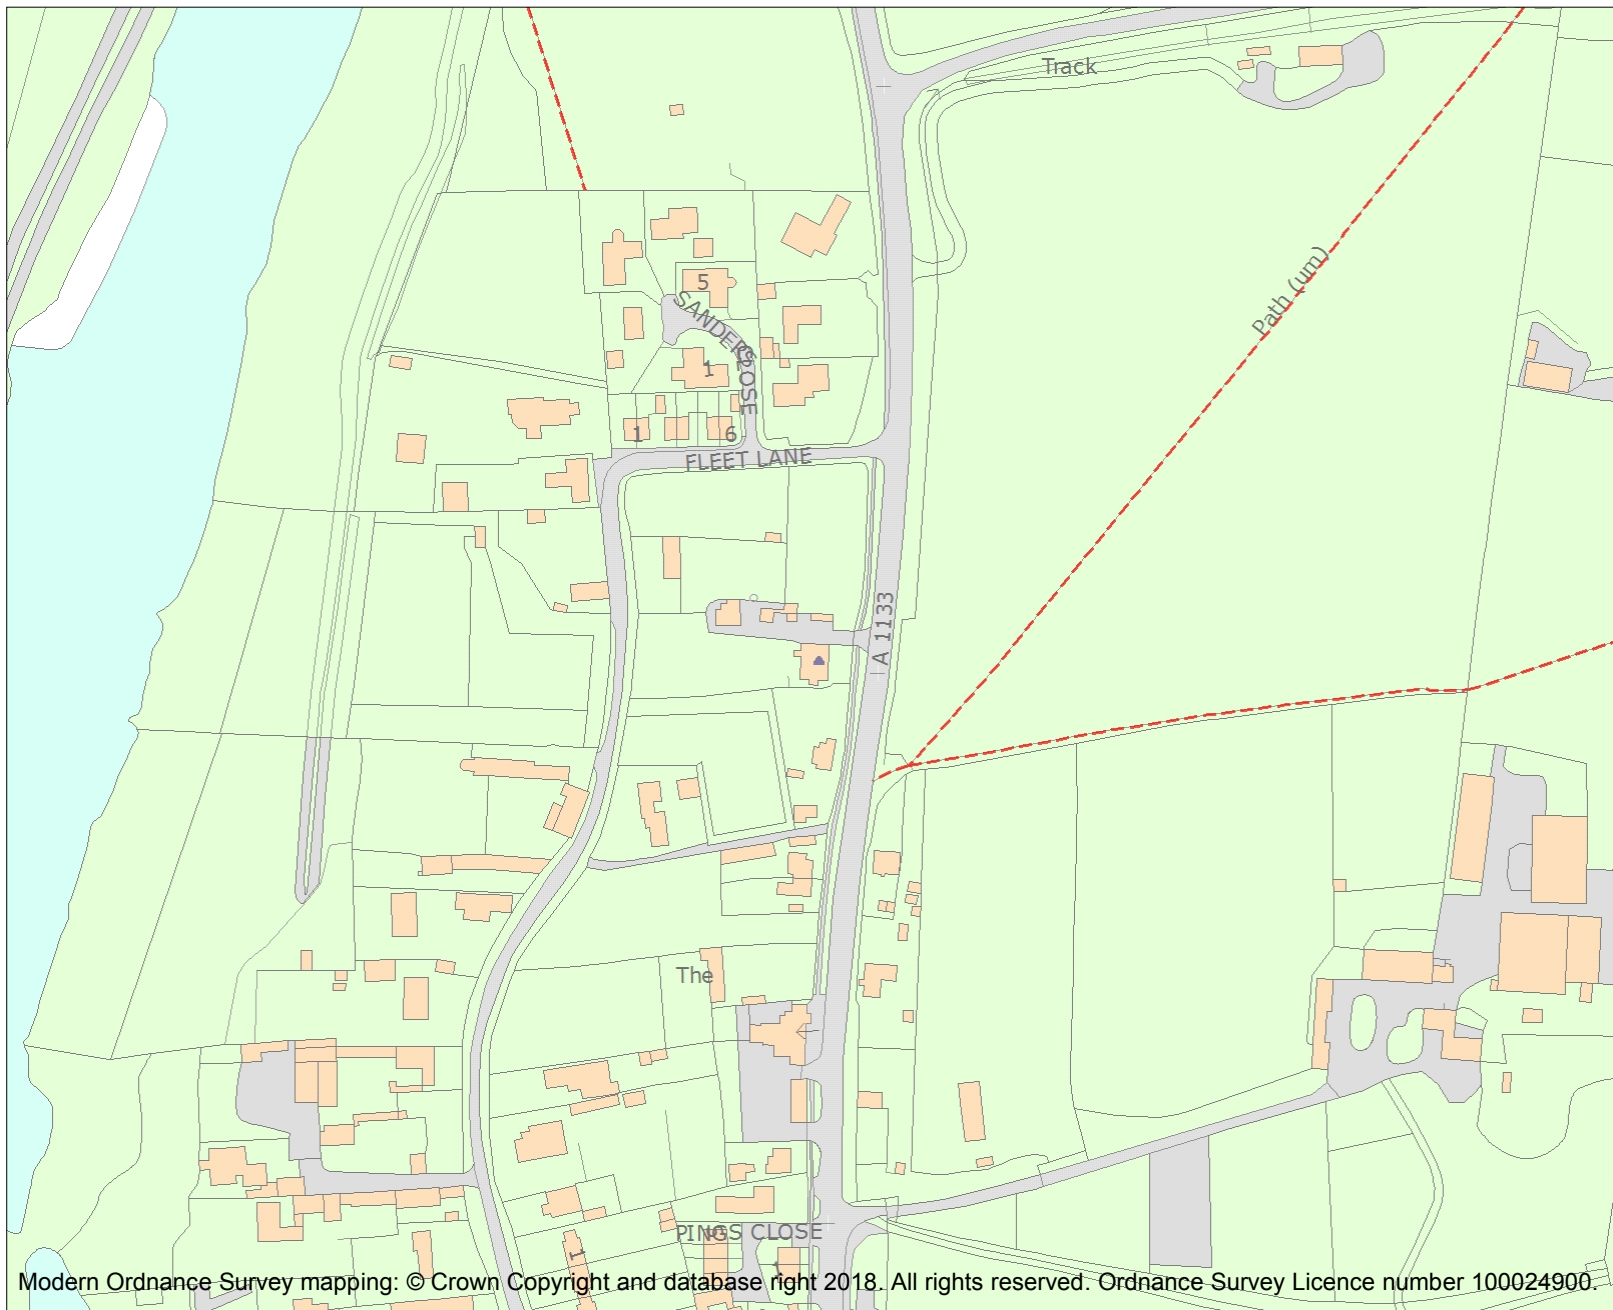 Track
Path (um)
5
SANDERS
CLOSE
1
1
6
FLEET LANE
A 1133
The
PINGS CLOSE
1
Modern Ordnance Survey mapping: © Crown Copyright and database right 2018. All rights reserved. Ordnance Survey Licence number 100024900.